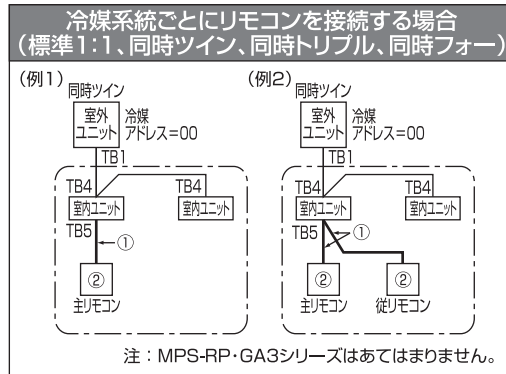 冷媒系統ごとにリモコンを接続する場合
(標準1:1、同時ツイン、同時トリプル、同時フォー)
(例1)
同時ツイン
室外
ユニット
冷媒
アドレス=00
TB1
TB4
TB4
室内ユニット
室内ユニット
TB5
①
②
主リモコン
(例2)
同時ツイン
室外
ユニット
冷媒
アドレス=00
TB1
TB4
TB4
室内ユニット
室内ユニット
TB5
①
②
②
主リモコン
従リモコン
注：MPS-RP・GA3シリーズはあてはまりません。